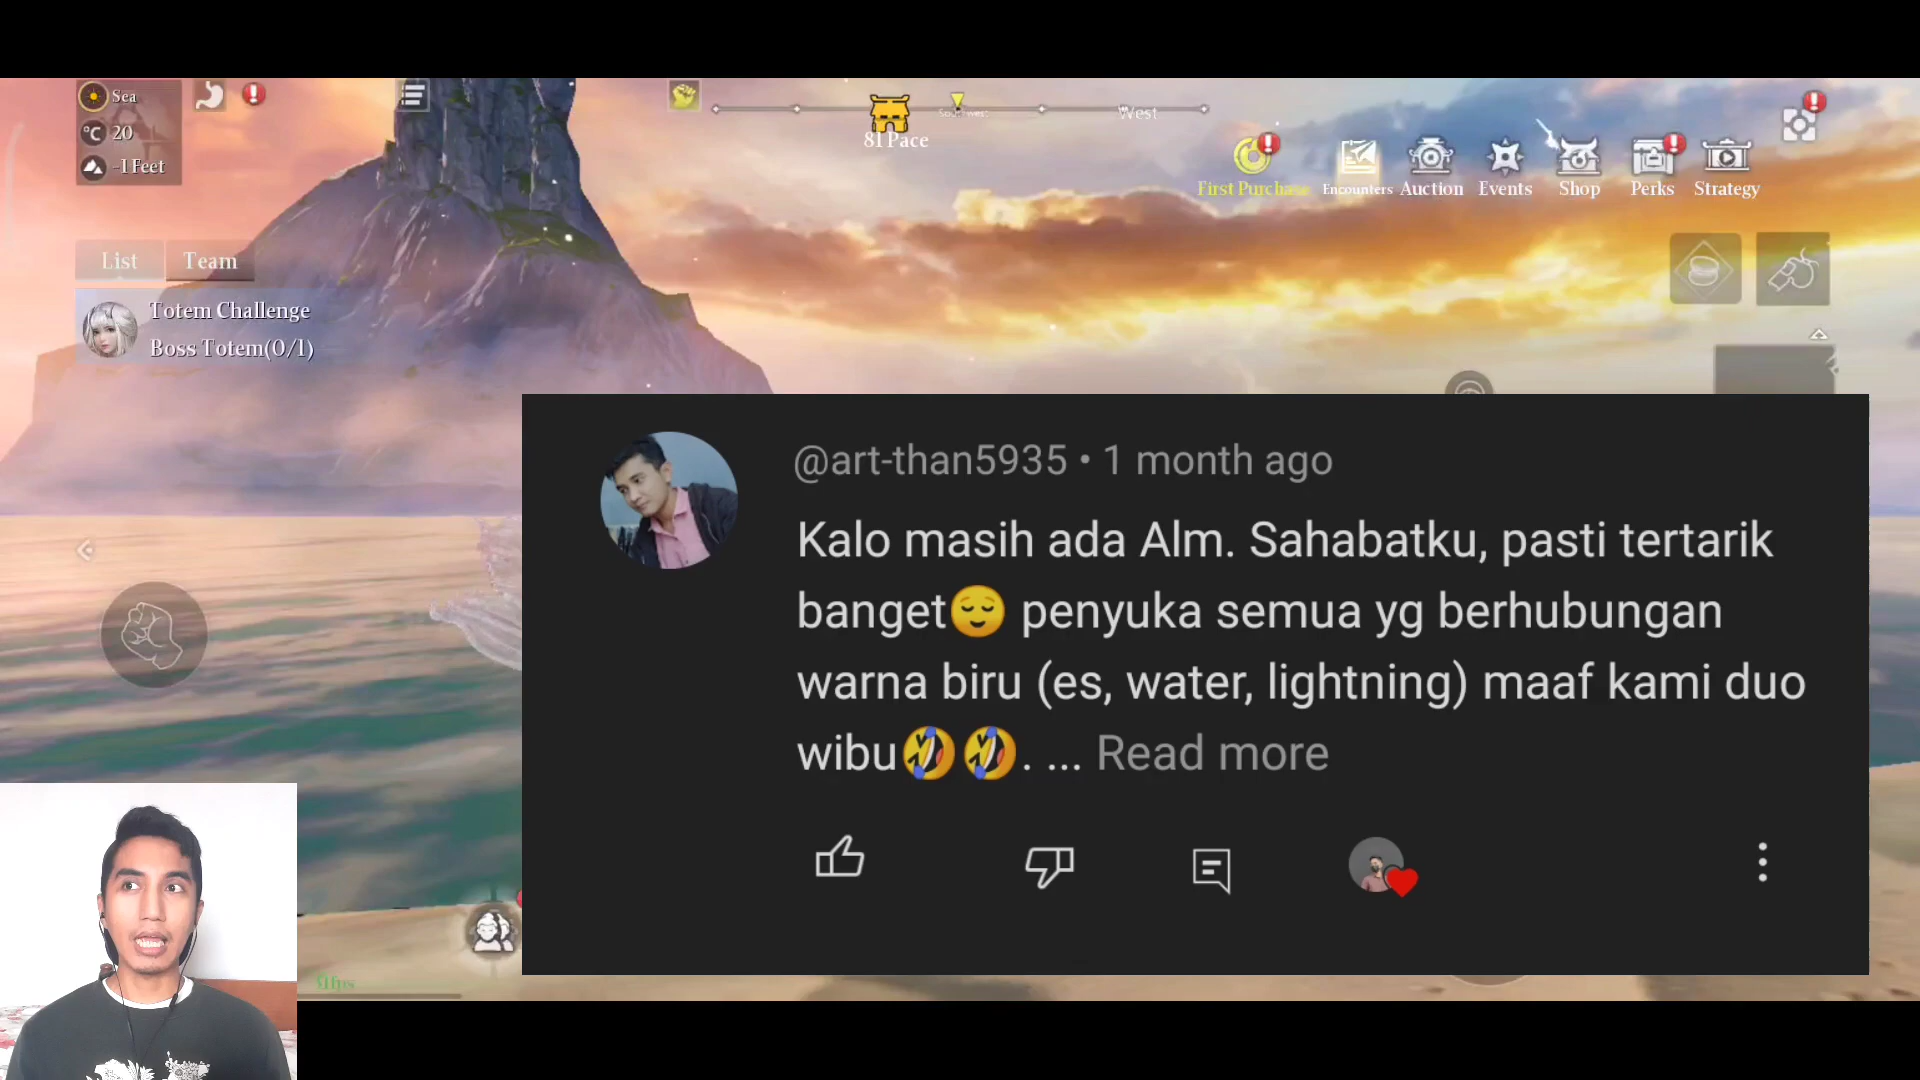 Sea
°C 20
-1 Feet
81 Pace
West
First Purchase
Encounters
Auction
Events
Shop
Perks
Strategy
List
Team
Totem Challenge
Boss Totem(0/1)
@art-than5935 • 1 month ago
Kalo masih ada Alm. Sahabatku, pasti tertarik
banget😌 penyuka semua yg berhubungan
warna biru (es, water, lightning) maaf kami duo
wibu🤣🤣. ... Read more